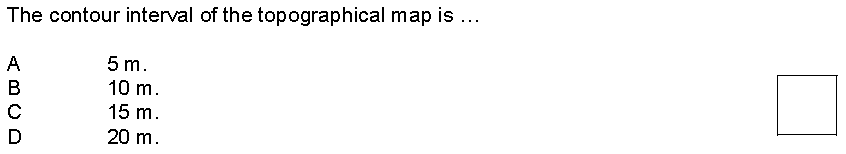 The contour interval of the topographical map is …
A 5 m.
B 10 m.
C 15 m.
D 20 m.